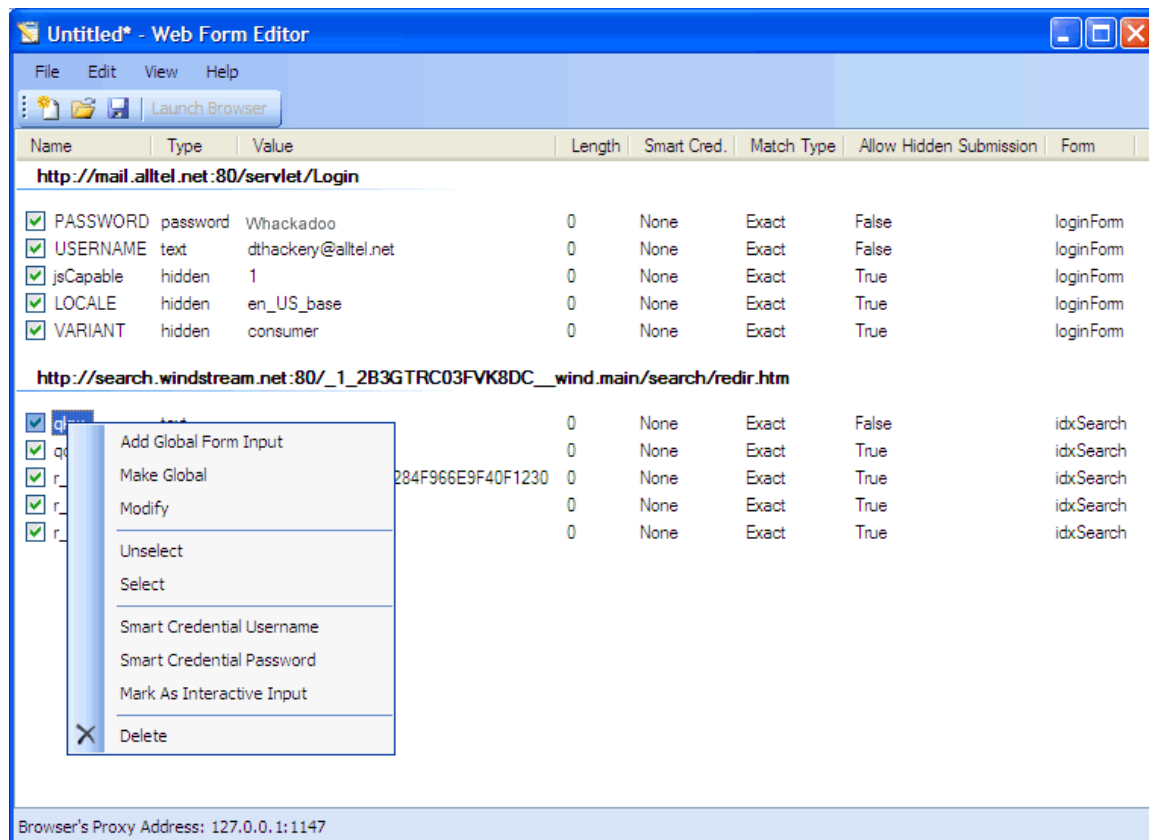 Untitled* - Web Form Editor
File Edit View Help
Launch Browser
Name Type Value Length Smart Cred. Match Type Allow Hidden Submission Form
http://mail.alltel.net:80/servlet/Login
PASSWORD password Whackadoo 0 None Exact False loginForm
USERNAME text dthackery@alltel.net 0 None Exact False loginForm
jsCapable hidden 1 0 None Exact True loginForm
LOCALE hidden en_US_base 0 None Exact True loginForm
VARIANT hidden consumer 0 None Exact True loginForm
http://search.windstream.net:80/_1_2B3GTRC03FVK8DC__wind.main/search/redir.htm
0 None Exact False idxSearch
0 None Exact True idxSearch
r_ 284F966E9F40F1230 0 None Exact True idxSearch
r_ 0 None Exact True idxSearch
r_ 0 None Exact True idxSearch
Add Global Form Input
Make Global
Modify
Unselect
Select
Smart Credential Username
Smart Credential Password
Mark As Interactive Input
Delete
Browser's Proxy Address: 127.0.0.1:1147